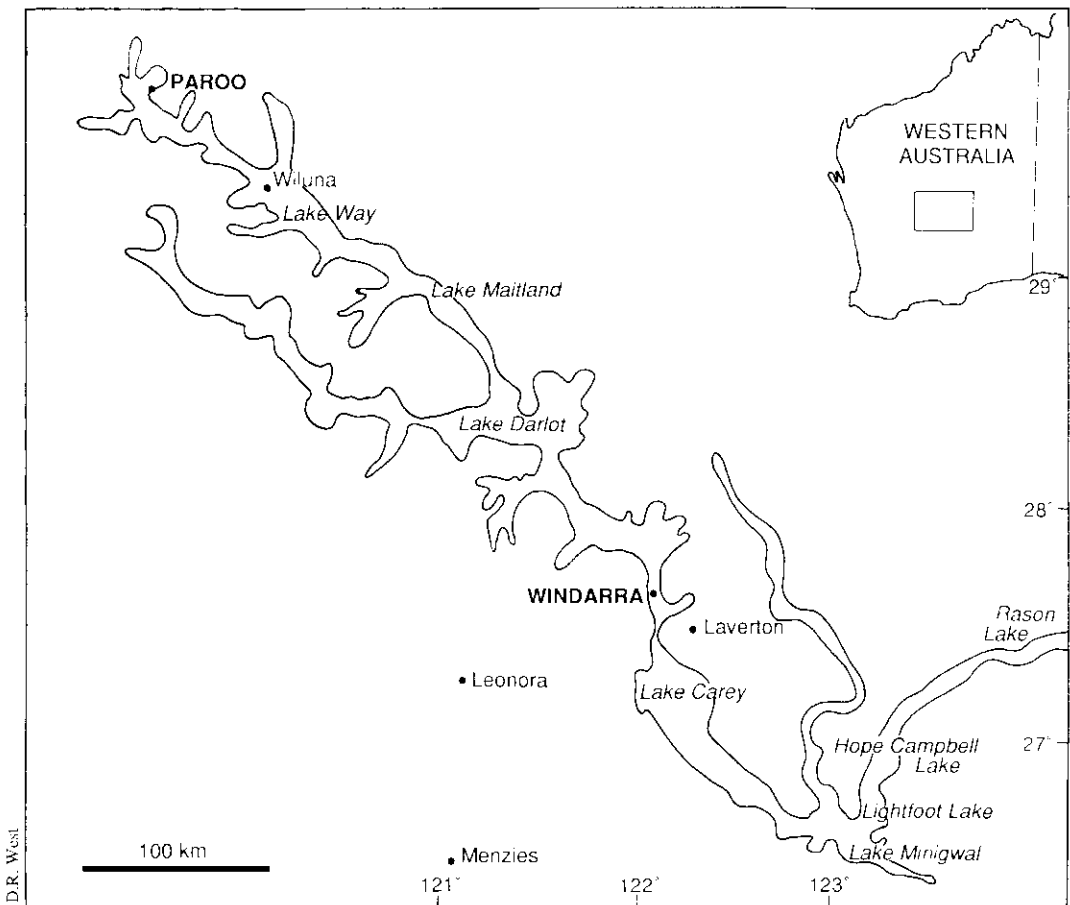 PAROO
WESTERN
AUSTRALIA
Wiluna
Lake Way
29°
Lake Maitland
Lake Darlot
28°
WINDARRA
Rason
Lake
Laverton
Leonora
Lake Carey
27°
Hope Campbell
Lake
Lightfoot Lake
100 km
Menzies
Lake Minigwal
121°
122°
123°
D.R. West